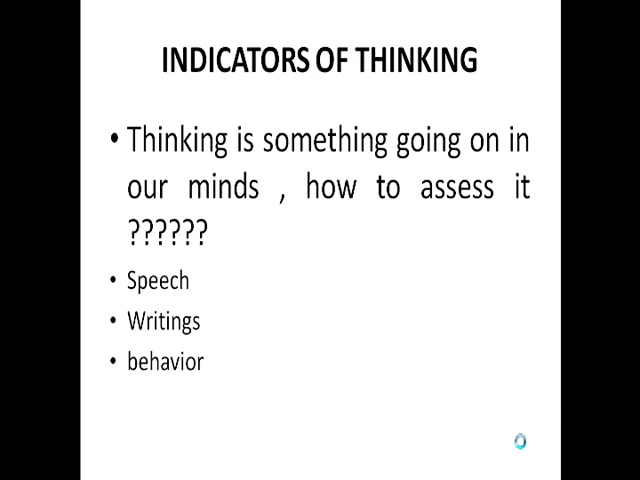 INDICATORS OF THINKING
• Thinking is something going on in
our minds , how to assess it
??????
• Speech
• Writings
• behavior